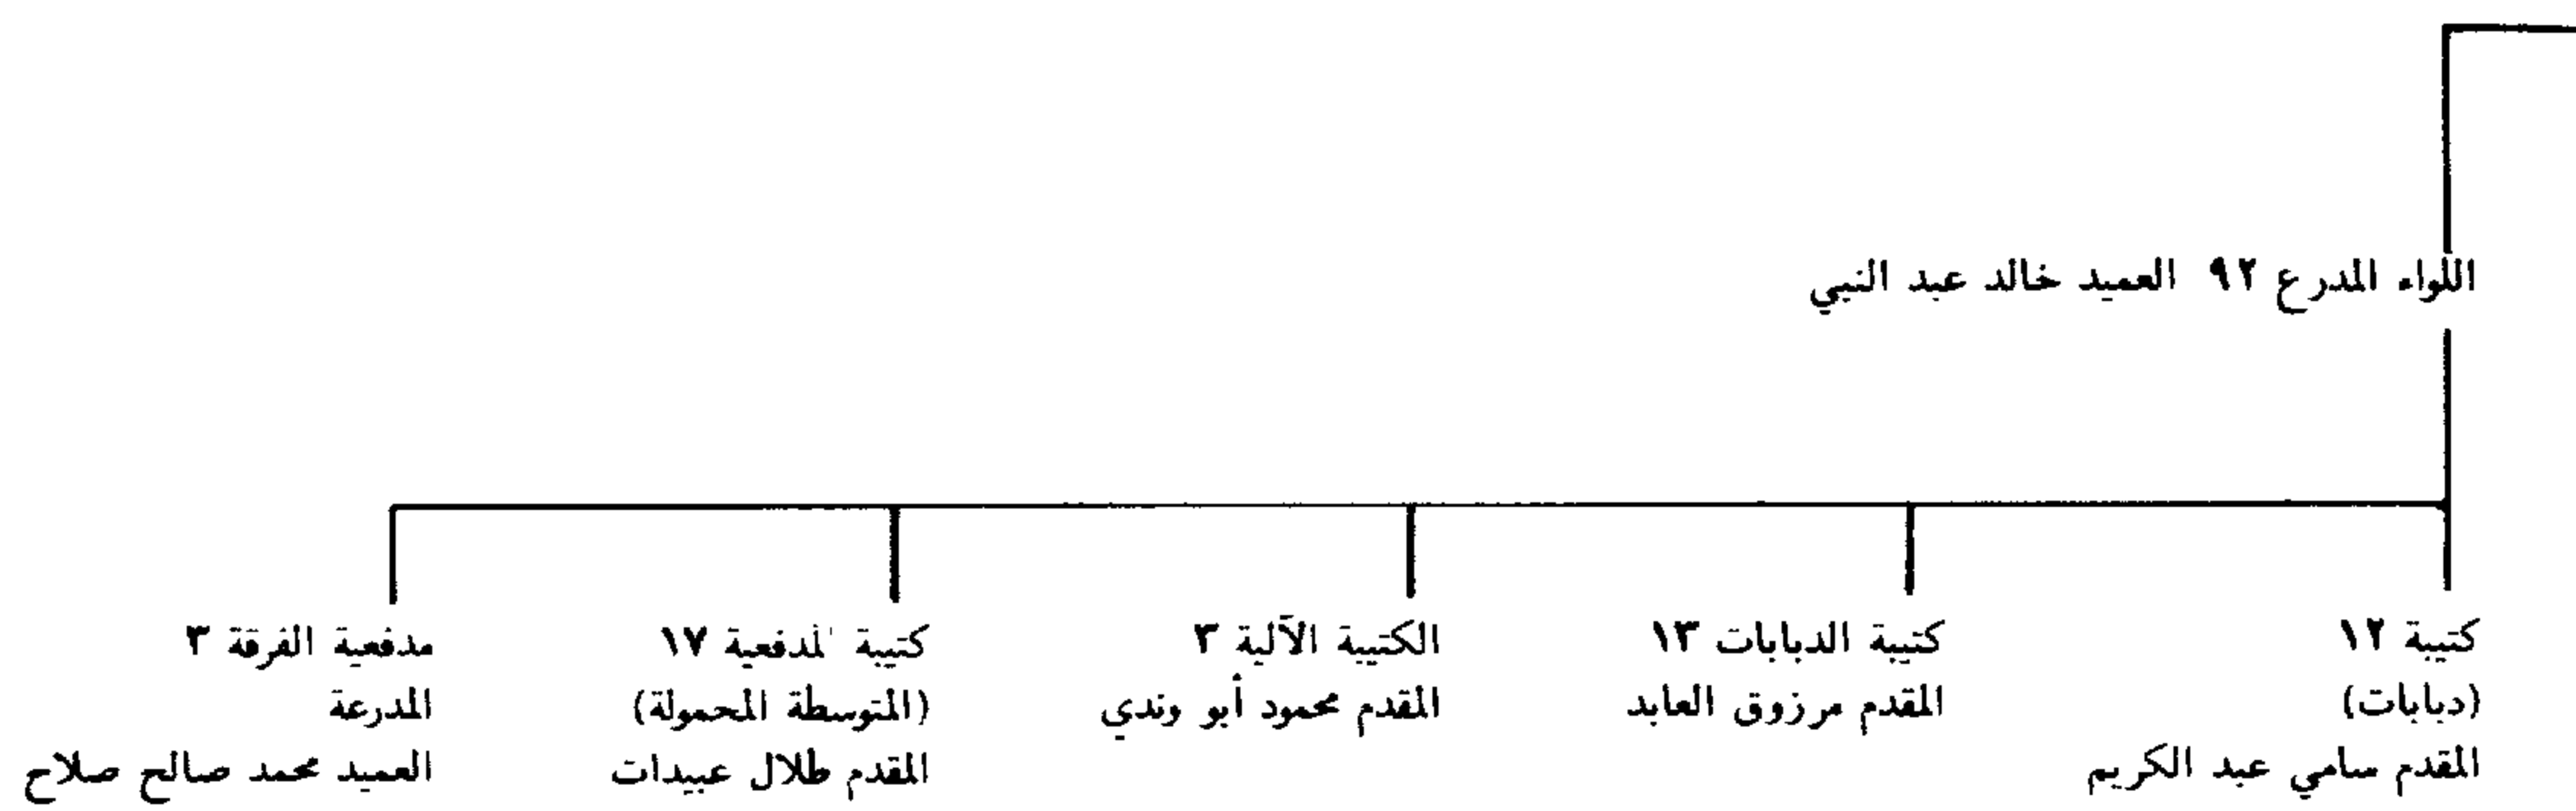 اللواء المدرع ٩٢ العميد خالد عبد النبي
كتيبة ١٢
(دبابات)
المقدم سامي عبد الكريم
كتيبة الدبابات ١٣
المقدم مرزوق العابد
الكتيبة الآلية ٣
المقدم محمود أبو وندي
كتيبة المدفعية ١٧
(المتوسطة المحمولة)
المقدم طلال عبيدات
مدفعية الفرقة ٣
المدرعة
العميد محمد صالح صلاح